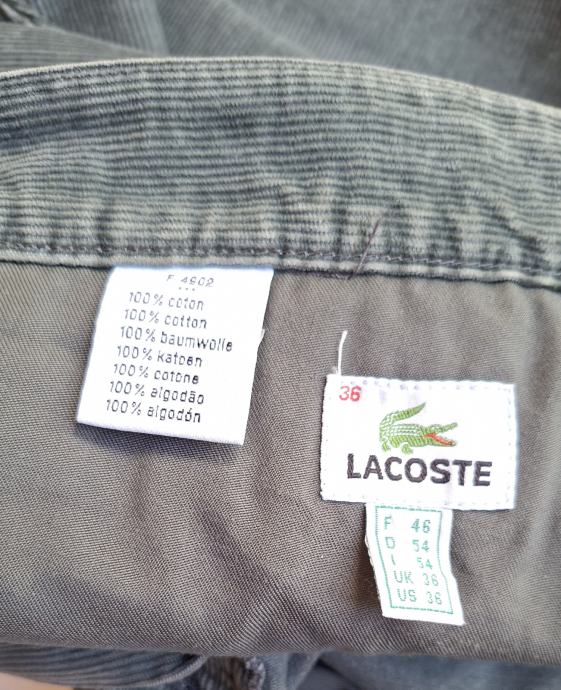 F 4902
100% coton
100% cotton
100% baumwolle
100% katoen
100% cotone
100% algodão
100% algodón
36
LACOSTE
F 46
D 54
I 54
UK 36
US 36